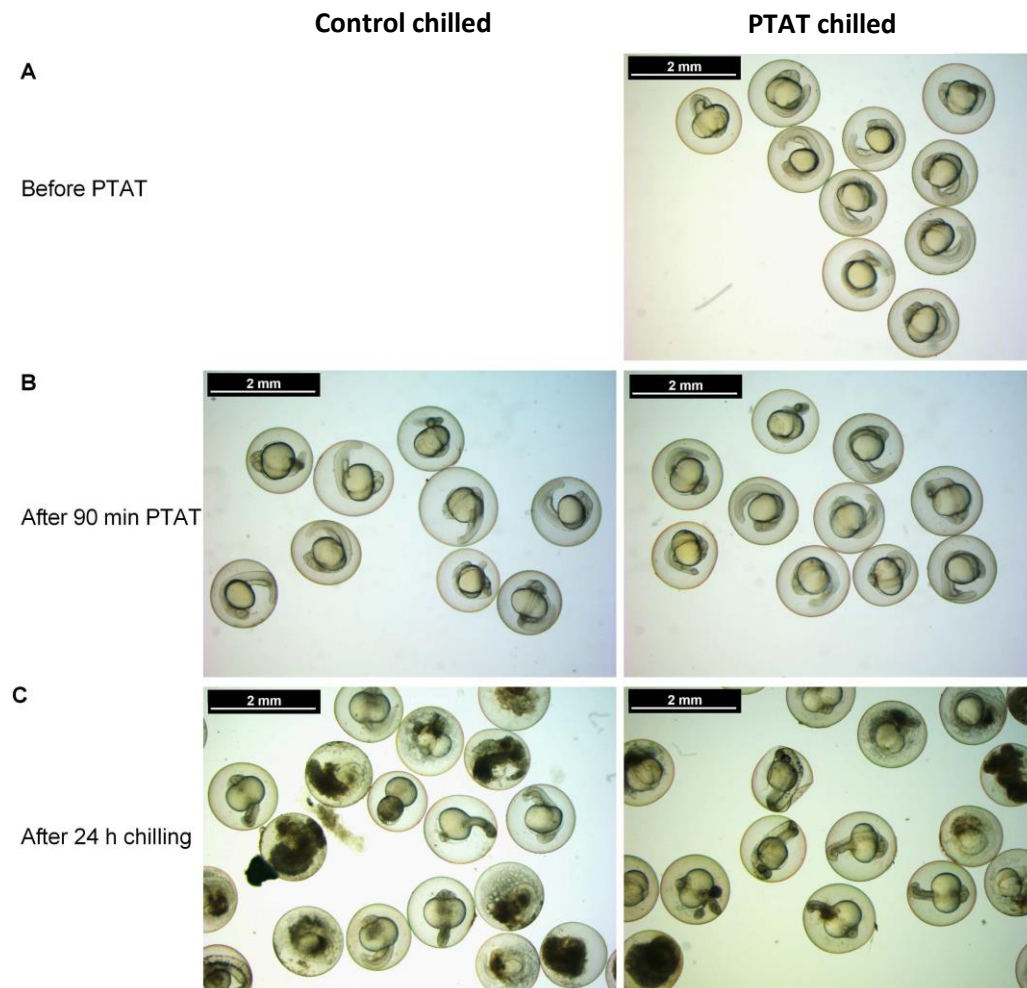 Control chilled
PTAT chilled
A
2 mm
Before PTAT
B
2 mm
2 mm
After 90 min PTAT
C
2 mm
2 mm
After 24 h chilling